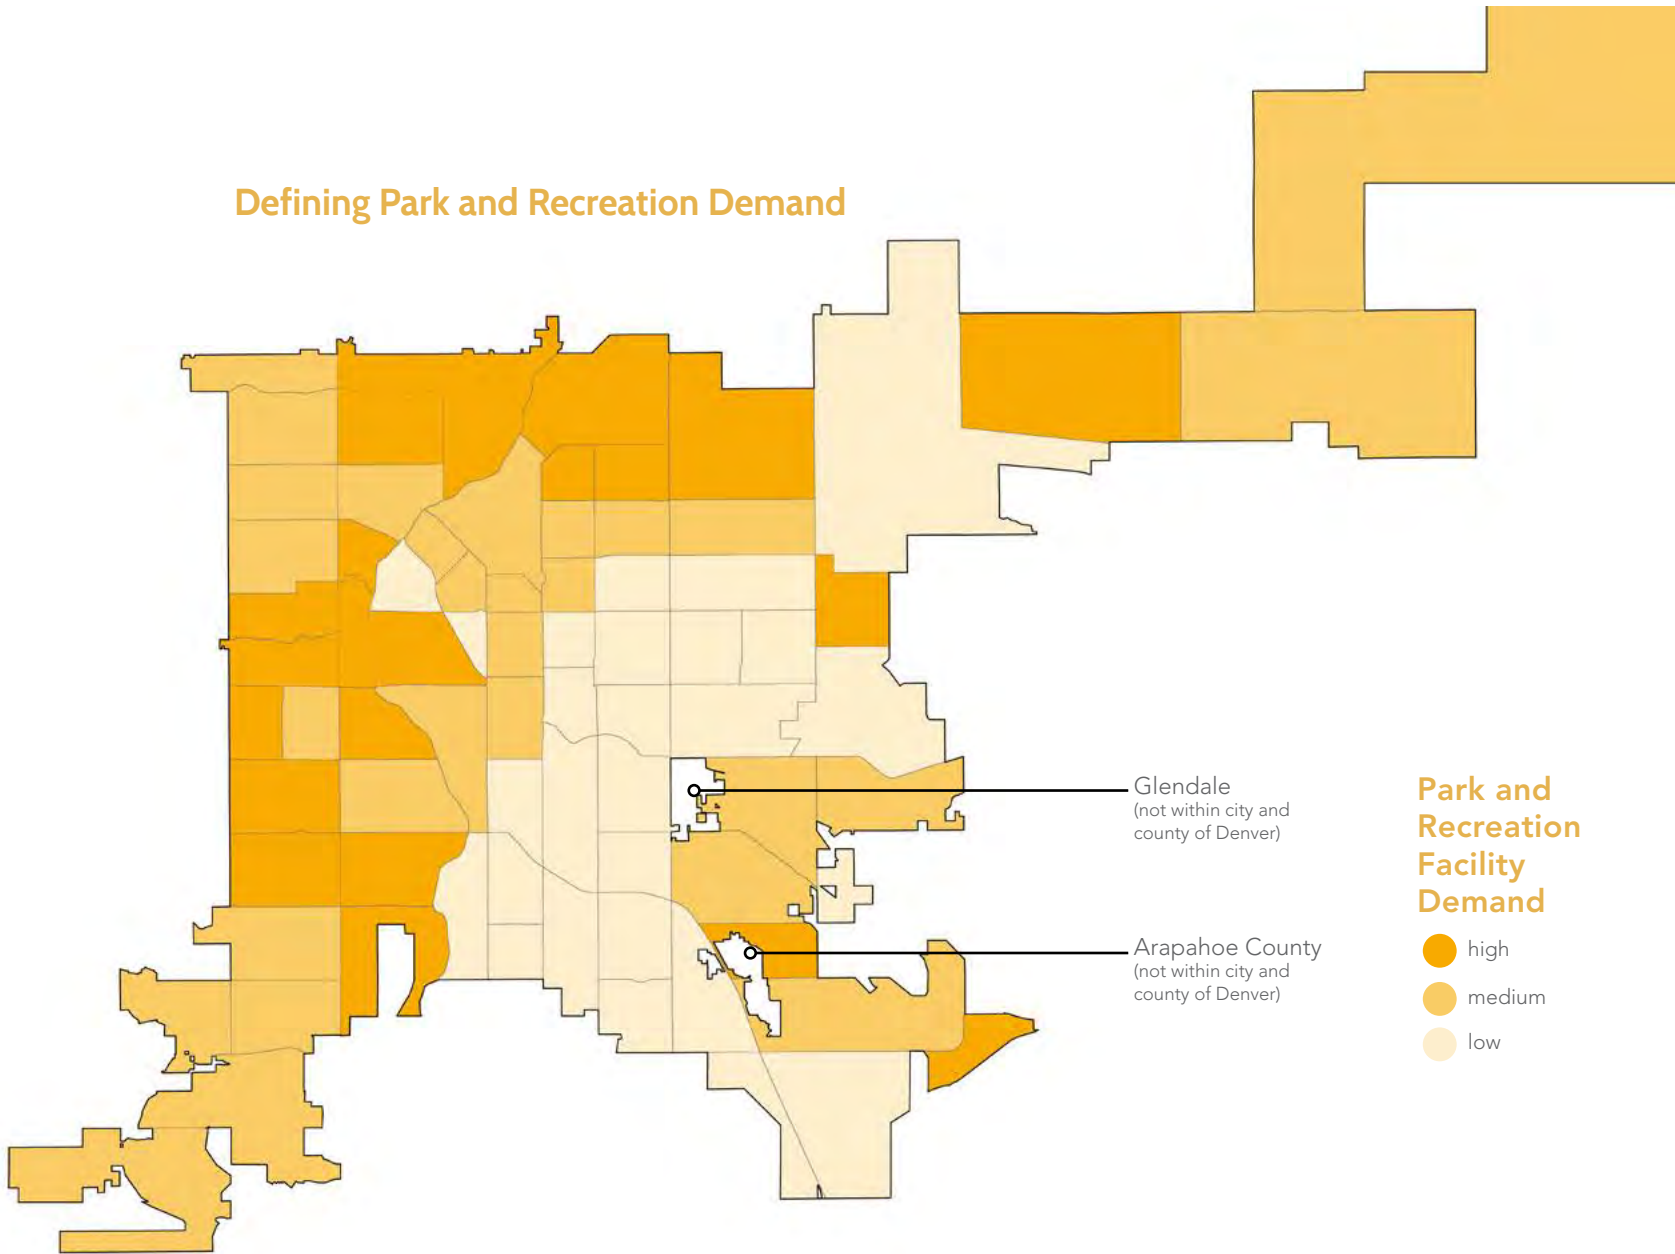 Defining Park and Recreation Demand
Glendale
(not within city and
county of Denver)
Arapahoe County
(not within city and
county of Denver)
Park and
Recreation
Facility
Demand
high
medium
low